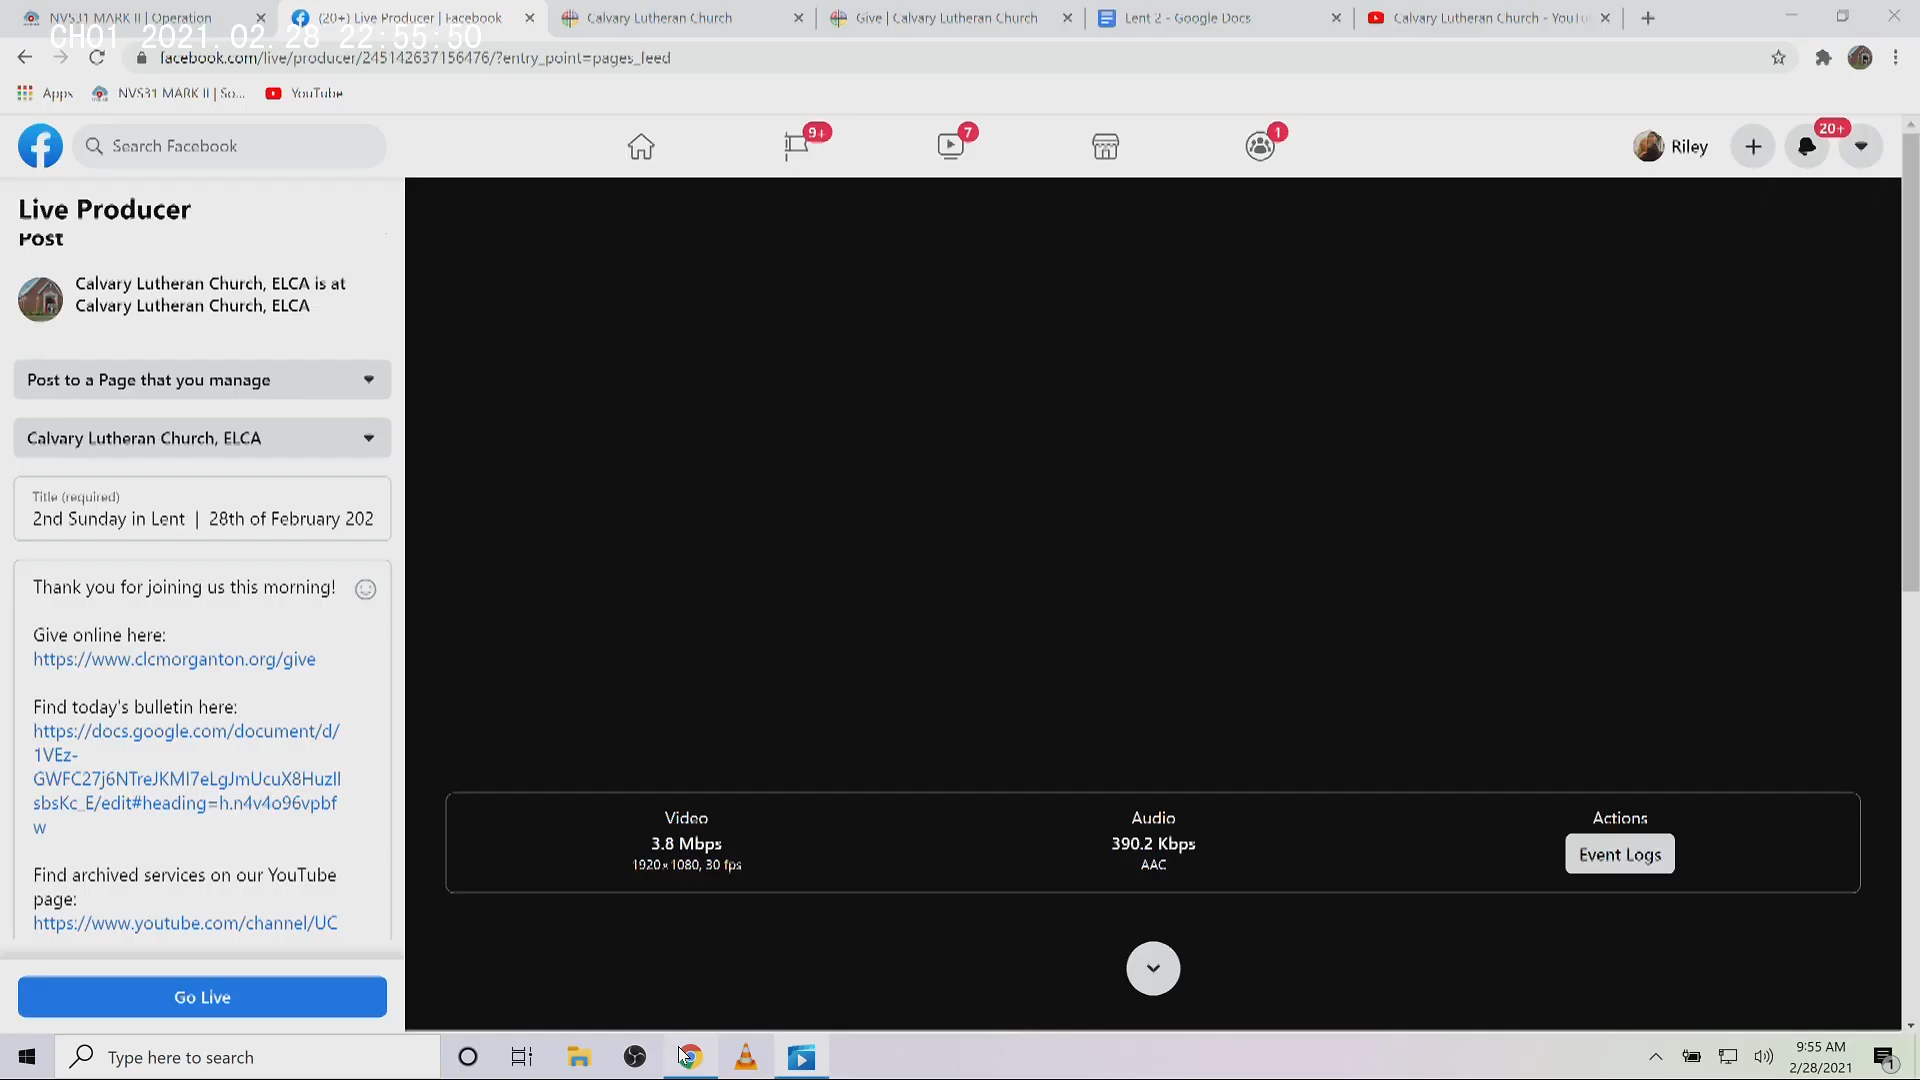 NVS31 MARK II | Operation
(20+) Live Producer | Facebook
Calvary Lutheran Church
Give | Calvary Lutheran Church
Lent 2 - Google Docs
Calvary Lutheran Church - YouTu
CH01 2021.02.28 22:55:50
facebook.com/live/producer/245142637156476/?entry_point=pages_feed
Apps
NVS31 MARK II | So...
YouTube
Search Facebook
9+
7
1
Riley
20+
Live Producer
Post
Calvary Lutheran Church, ELCA is at
Calvary Lutheran Church, ELCA
Post to a Page that you manage
Calvary Lutheran Church, ELCA
Title (required)
2nd Sunday in Lent | 28th of February 202
Thank you for joining us this morning!
Give online here:
https://www.clcmorganton.org/give
Find today's bulletin here:
https://docs.google.com/document/d/
1VEz-
GWFC27j6NTreJKMI7eLgJmUcuX8HuzlI
sbsKc_E/edit#heading=h.n4v4o96vpbf
w
Find archived services on our YouTube
page:
https://www.youtube.com/channel/UC
Go Live
Video
3.8 Mbps
1920×1080, 30 fps
Audio
390.2 Kbps
AAC
Actions
Event Logs
Type here to search
9:55 AM
2/28/2021
1